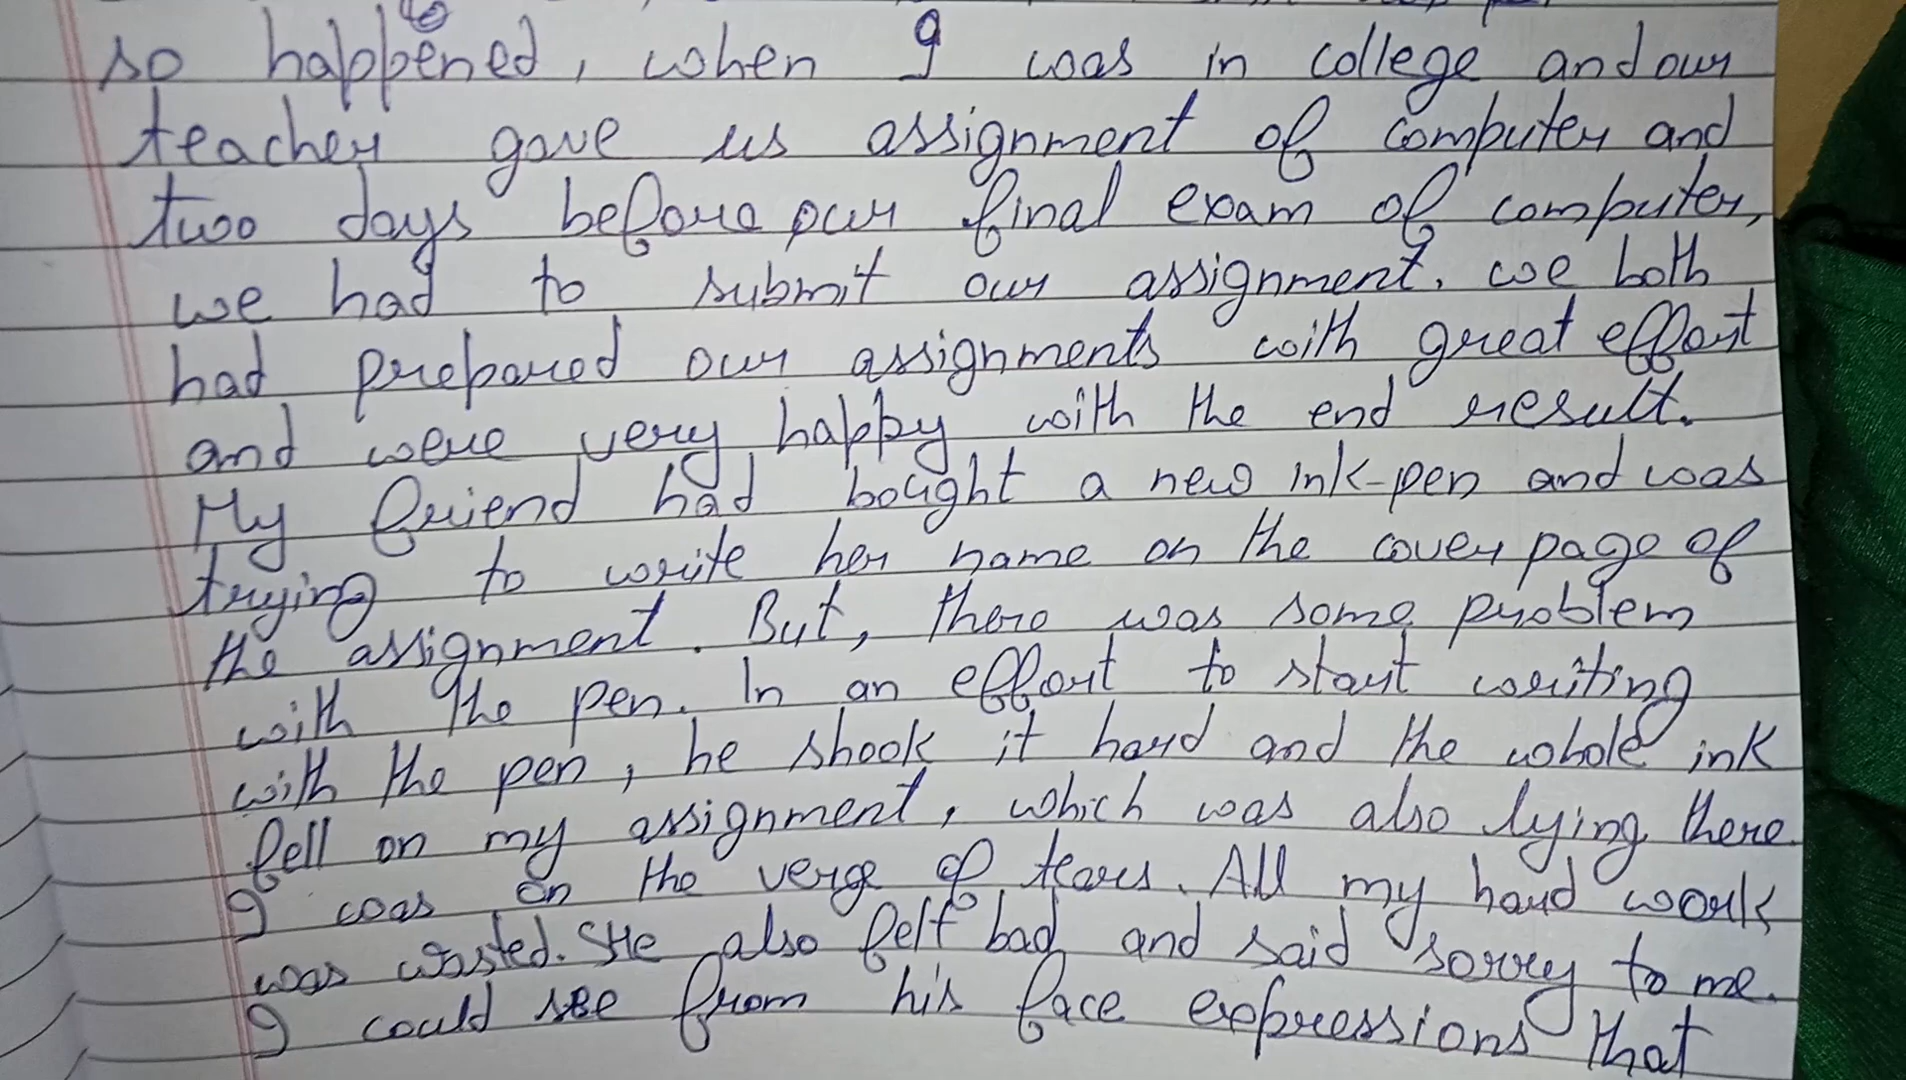 so happened, when I was in college and our
teacher gave us assignment of computer and
two days before our final exam of computer,
we had to submit our assignment. we both
had prepared our assignments with great effort
and were very happy with the end result.
My friend had bought a new ink-pen and was
trying to write her name on the cover page of
the assignment. But, there was some problem
with the pen. In an effort to start writing
with the pen, he shook it hard and the whole ink
fell on my assignment, which was also lying there.
I was on the verge of tears. All my hard work
was wasted. She also felt bad and said sorry to me.
I could see from his face expressions that